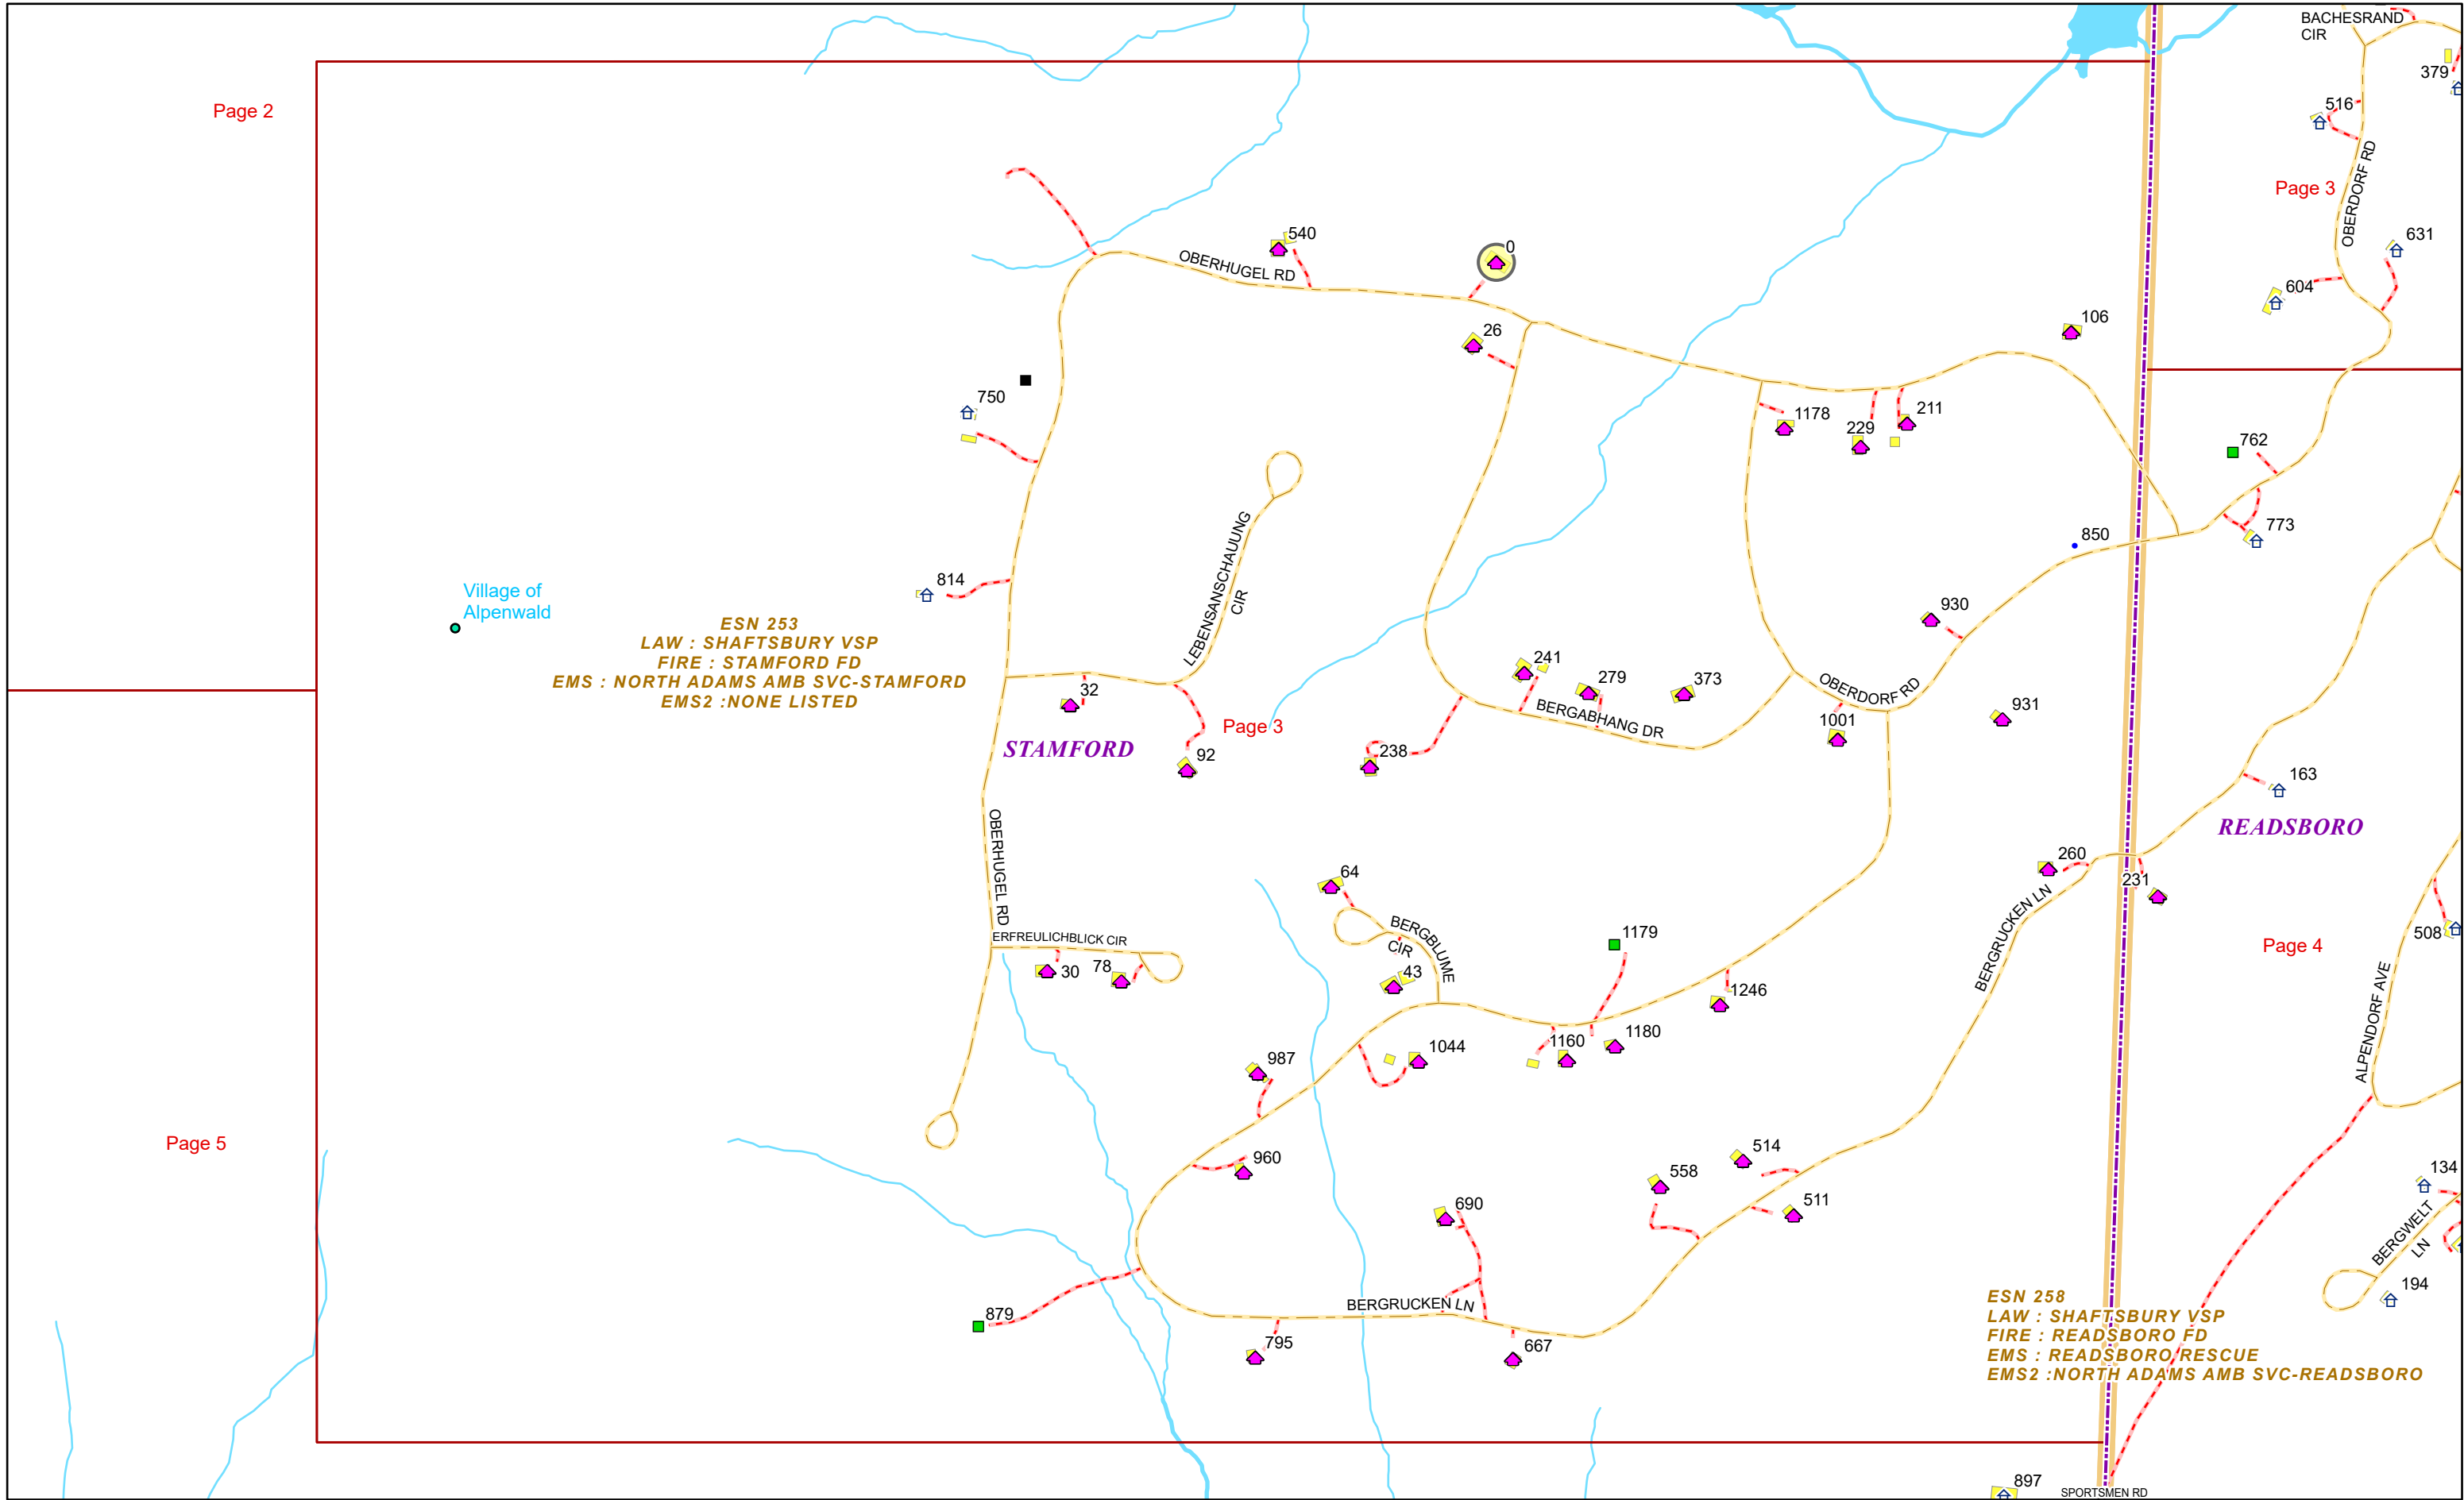 BACHESRAND
CIR
379
Page 2
516
OBERDORF RD
Page 3
631
540
0
OBERHUGEL RD
604
26
106
750
1178
211
229
762
LEBENSANSCHAUUNG
CIR
773
850
814
Village of
Alpenwald
930
ESN 253
LAW : SHAFTSBURY VSP
FIRE : STAMFORD FD
EMS : NORTH ADAMS AMB SVC-STAMFORD
EMS2 :NONE LISTED
241
279
373
OBERDORF RD
32
931
BERGABHANG DR
1001
Page 3
STAMFORD
92
238
163
READSBORO
OBERHUGEL RD
260
64
231
BERGRUCKEN LN
BERGBLUME
CIR
1179
508
ERFREULICHBLICK CIR
Page 4
30
78
43
1246
ALPENDORF AVE
1180
1160
1044
987
Page 5
514
960
558
134
511
690
BERGWELT
LN
194
BERGRUCKEN LN
879
795
667
ESN 258
LAW : SHAFTSBURY VSP
FIRE : READSBORO FD
EMS : READSBORO RESCUE
EMS2 :NORTH ADAMS AMB SVC-READSBORO
897
SPORTSMEN RD